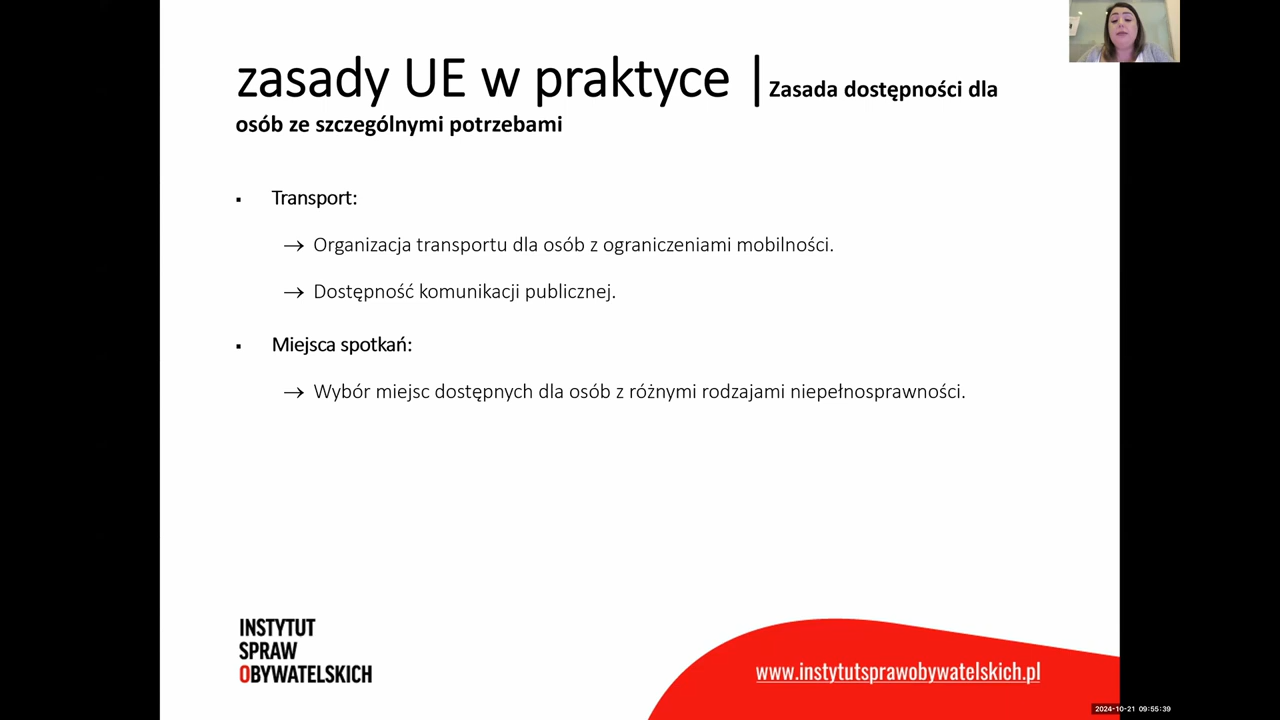 zasady UE w praktyce | Zasada dostępności dla
osób ze szczególnymi potrzebami
▪ Transport:
→ Organizacja transportu dla osób z ograniczeniami mobilności.
→ Dostępność komunikacji publicznej.
▪ Miejsca spotkań:
→ Wybór miejsc dostępnych dla osób z różnymi rodzajami niepełnosprawności.
INSTYTUT
SPRAW
OBYWATELSKICH
www.instytutsprawobywatelskich.pl
2024-10-21 09:55:39